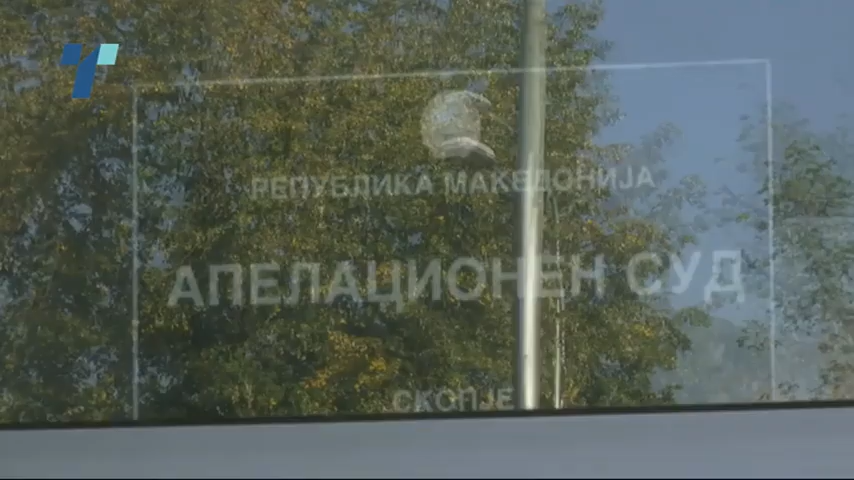 РЕПУБЛИКА МАКЕДОНИЈА
АПЕЛАЦИОНЕН СУД
СКОПЈЕ